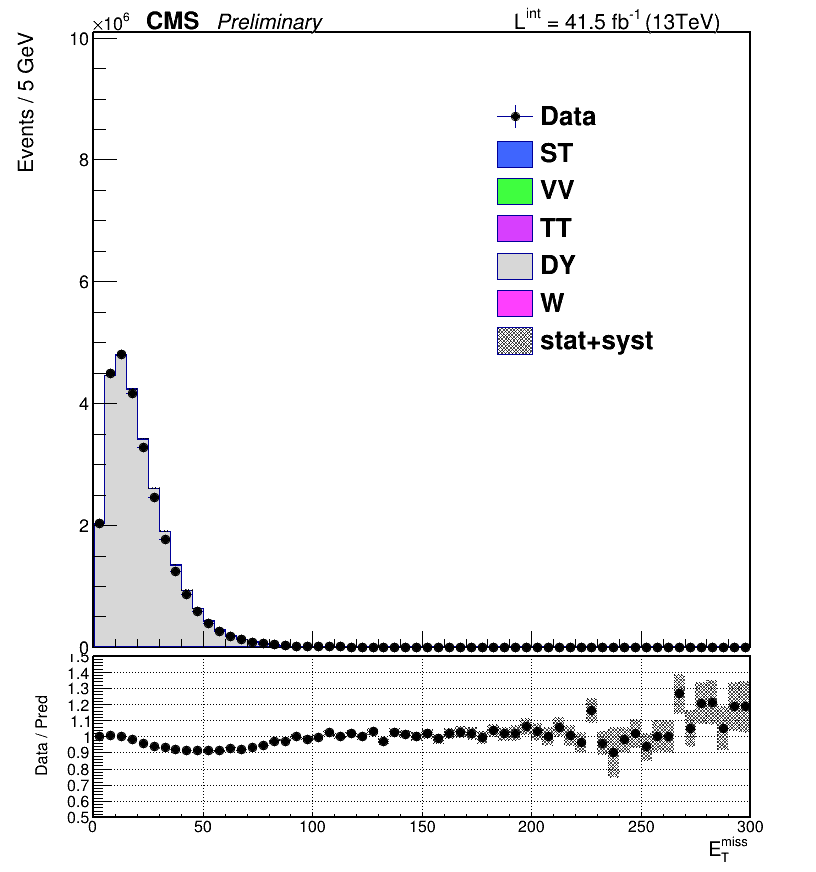 ×10⁶ CMS Preliminary L^int = 41.5 fb⁻¹ (13TeV)
Events / 5 GeV
10
8
6
4
2
0
Data
ST
VV
TT
DY
W
stat+syst
Data / Pred
1.5
1.4
1.3
1.2
1.1
1
0.9
0.8
0.7
0.6
0.5
0 50 100 150 200 250 300
E_T^miss